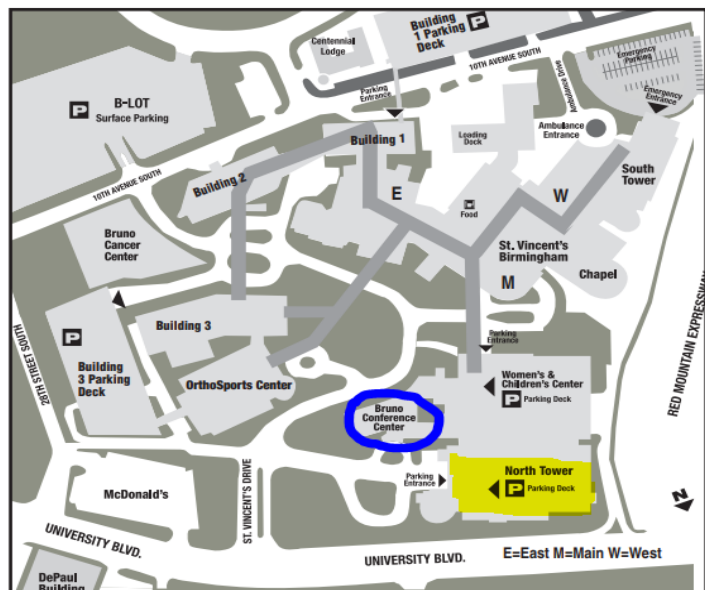 Building
1 Parking
Deck
P
Centennial
Lodge
10TH AVENUE SOUTH
Emergency
Parking
Ambulance Drive
Parking
Entrance
Emergency
Entrance
P
B-LOT
Surface Parking
Building 1
Loading
Dock
Ambulance
Entrance
10TH AVENUE SOUTH
Building 2
E
W
South
Tower
Food
Bruno
Cancer
Center
St. Vincent's
Birmingham
Chapel
M
28TH STREET SOUTH
RED MOUNTAIN EXPRESSWAY
P
Building
3 Parking
Deck
Building 3
OrthoSports Center
Parking
Entrance
Women's &
Children's Center
P Parking Deck
Bruno
Conference
Center
North Tower
P Parking Deck
Parking
Entrance
N
McDonald's
ST. VINCENT'S DRIVE
UNIVERSITY BLVD.
UNIVERSITY BLVD.
E=East M=Main W=West
DePaul
Building